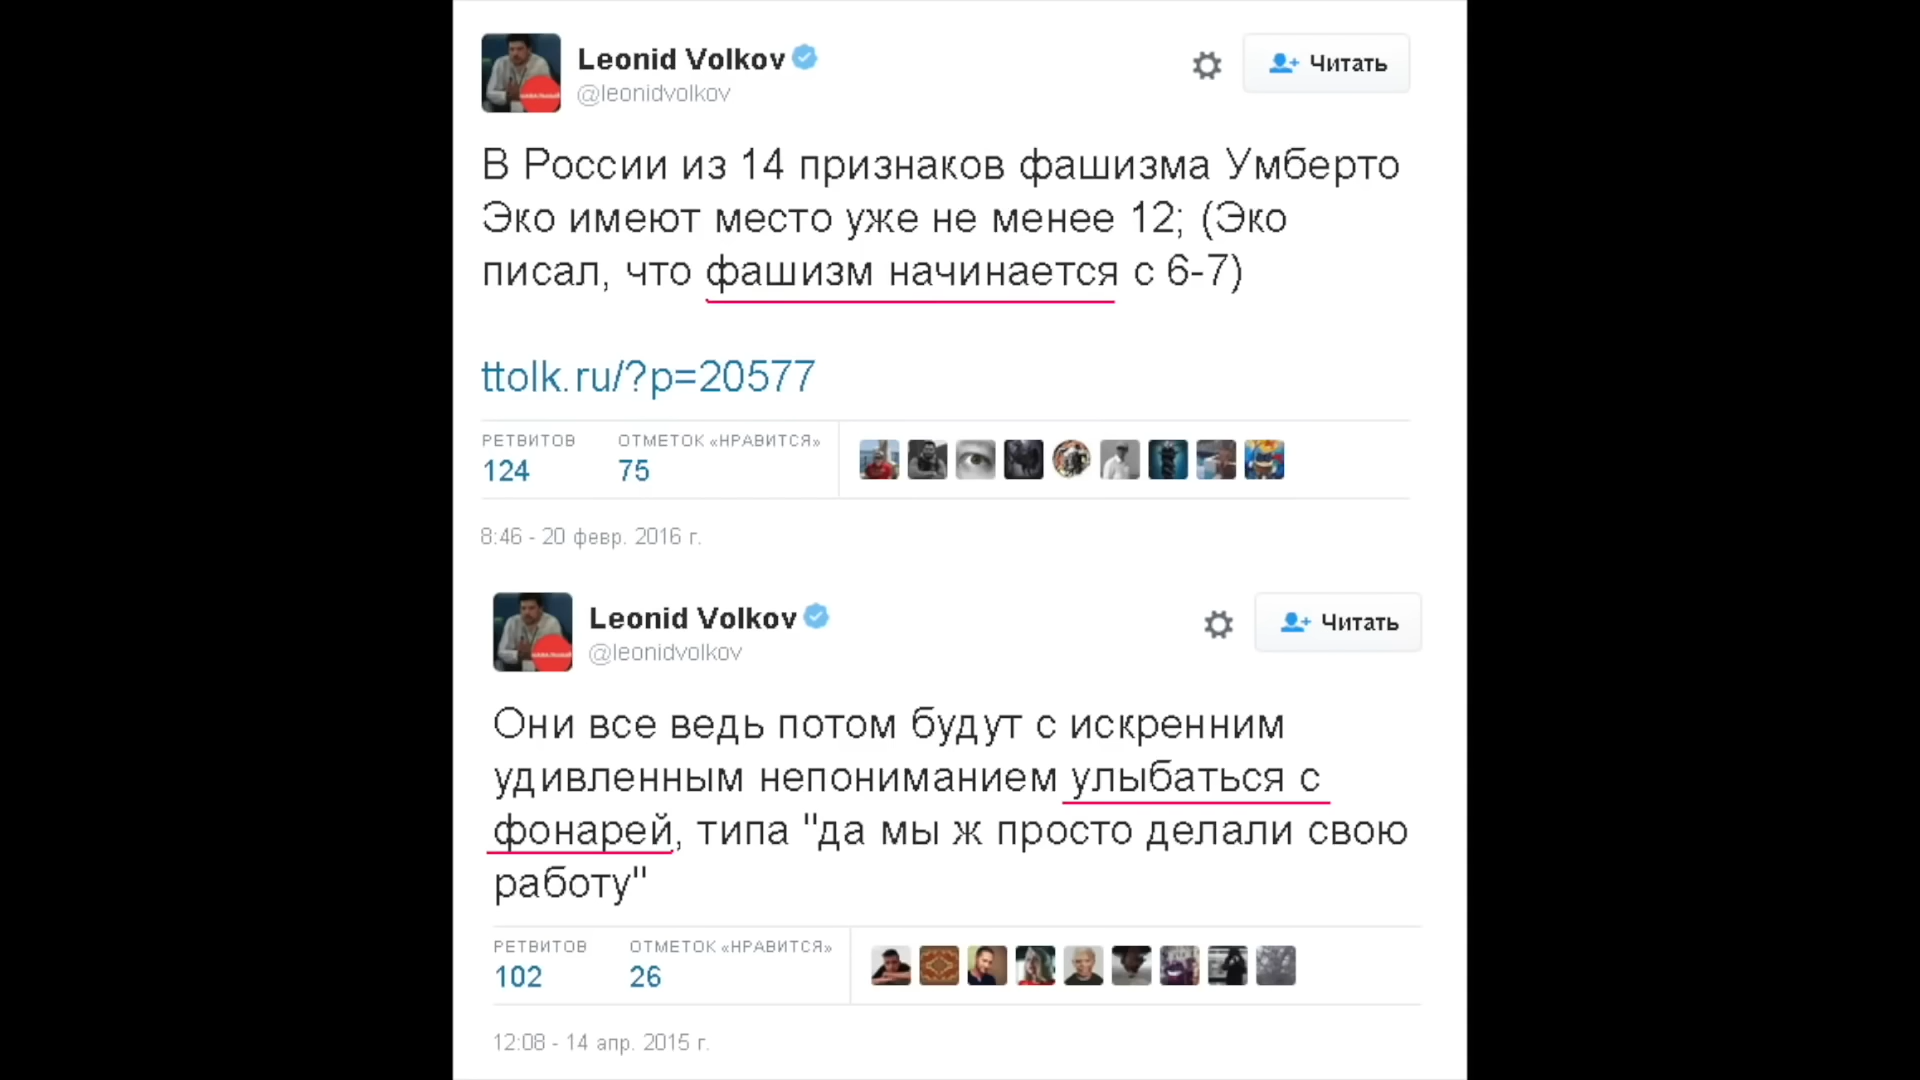 Leonid Volkov
@leonidvolkov
Читать
В России из 14 признаков фашизма Умберто
Эко имеют место уже не менее 12; (Эко
писал, что фашизм начинается с 6-7)
ttolk.ru/?p=20577
РЕТВИТОВ ОТМЕТОК «НРАВИТСЯ»
124 75
8:46 - 20 февр. 2016 г.
Leonid Volkov
@leonidvolkov
Читать
Они все ведь потом будут с искренним
удивленным непониманием улыбаться с
фонарей, типа "да мы ж просто делали свою
работу"
РЕТВИТОВ ОТМЕТОК «НРАВИТСЯ»
102 26
12:08 - 14 апр. 2015 г.